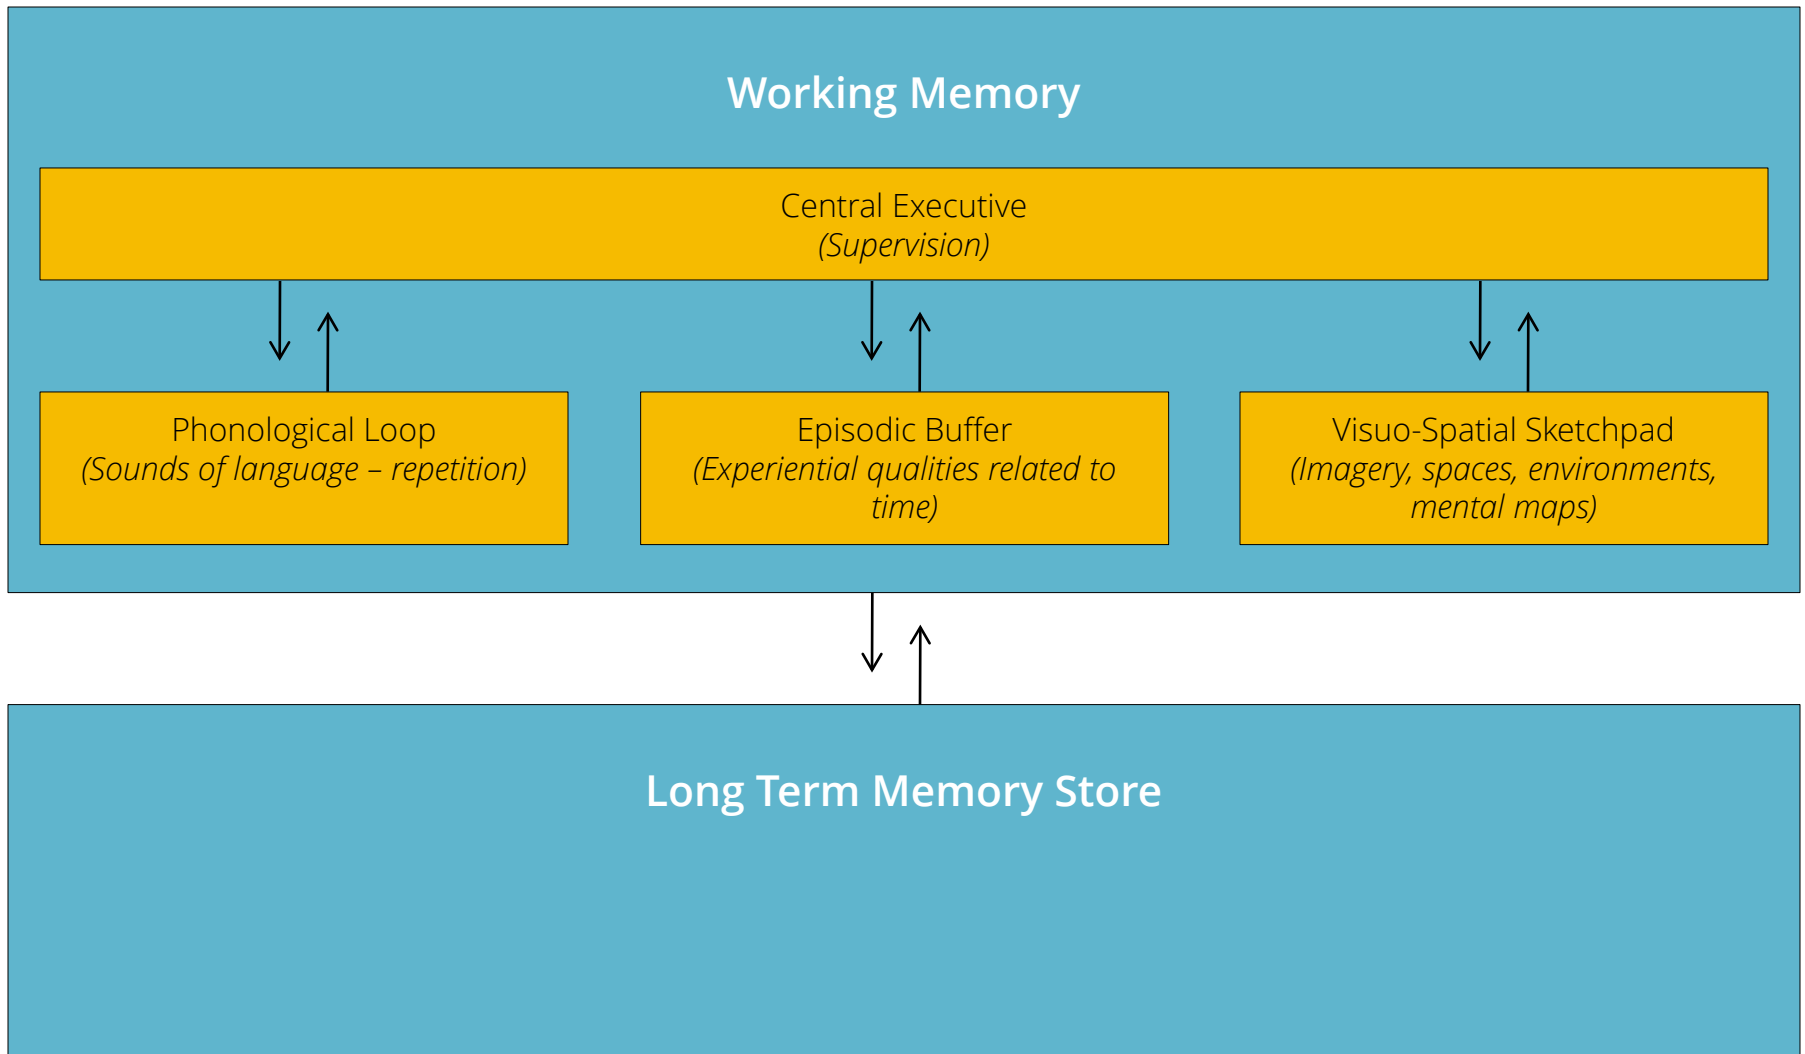 Working Memory
Central Executive
(Supervision)
Phonological Loop
(Sounds of language – repetition)
Episodic Buffer
(Experiential qualities related to
time)
Visuo-Spatial Sketchpad
(Imagery, spaces, environments,
mental maps)
Long Term Memory Store